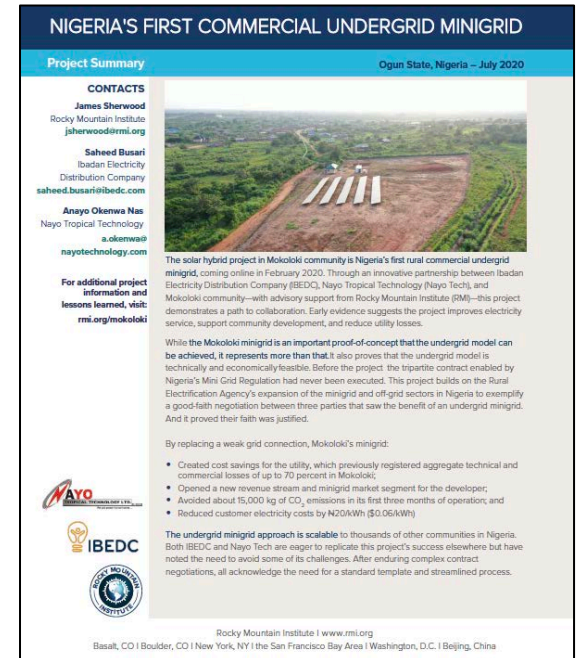 NIGERIA'S FIRST COMMERCIAL UNDERGRID MINIGRID
Project Summary
Ogun State, Nigeria – July 2020
CONTACTS
James Sherwood
Rocky Mountain Institute
jsherwood@rmi.org
Saheed Busari
Ibadan Electricity
Distribution Company
saheed.busari@ibedc.com
Anayo Okenwa Nas
Nayo Tropical Technology
a.okenwa@
nayotechnology.com
For additional project
information and
lessons learned, visit:
rmi.org/mokoloki
The solar hybrid project in Mokoloki community is Nigeria's first rural commercial undergrid
minigrid, coming online in February 2020. Through an innovative partnership between Ibadan
Electricity Distribution Company (IBEDC), Nayo Tropical Technology (Nayo Tech), and
Mokoloki community—with advisory support from Rocky Mountain Institute (RMI)—this project
demonstrates a path to collaboration. Early evidence suggests the project improves electricity
service, support community development, and reduce utility losses.
While the Mokoloki minigrid is an important proof-of-concept that the undergrid model can
be achieved, it represents more than that.It also proves that the undergrid model is
technically and economically feasible. Before the project the tripartite contract enabled by
Nigeria's Mini Grid Regulation had never been executed. This project builds on the Rural
Electrification Agency's expansion of the minigrid and off-grid sectors in Nigeria to exemplify
a good-faith negotiation between three parties that saw the benefit of an undergrid minigrid.
And it proved their faith was justified.
By replacing a weak grid connection, Mokoloki's minigrid:
• Created cost savings for the utility, which previously registered aggregate technical and
commercial losses of up to 70 percent in Mokoloki;
• Opened a new revenue stream and minigrid market segment for the developer;
• Avoided about 15,000 kg of CO2 emissions in its first three months of operation; and
• Reduced customer electricity costs by ₦20/kWh ($0.06/kWh)
The undergrid minigrid approach is scalable to thousands of other communities in Nigeria.
Both IBEDC and Nayo Tech are eager to replicate this project's success elsewhere but have
noted the need to avoid some of its challenges. After enduring complex contract
negotiations, all acknowledge the need for a standard template and streamlined process.
NAYO
TROPICAL TECHNOLOGY LTD
IBEDC
ROCKY MOUNTAIN
INSTITUTE
Rocky Mountain Institute I www.rmi.org
Basalt, CO I Boulder, CO I New York, NY I the San Francisco Bay Area I Washington, D.C. I Beijing, China